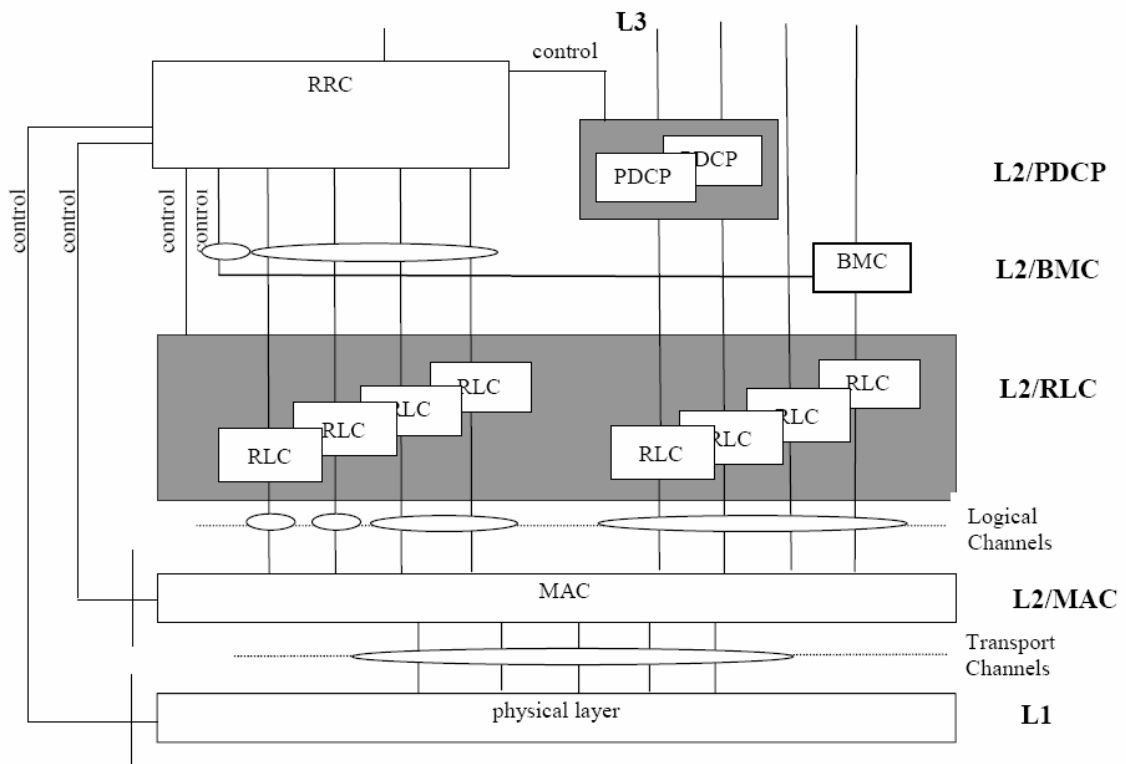 L3
control
RRC
PDCP
PDCP
L2/PDCP
control
control
control
control
BMC
L2/BMC
RLC
RLC
RLC
RLC
RLC
RLC
RLC
RLC
L2/RLC
Logical
Channels
MAC
L2/MAC
Transport
Channels
physical layer
L1